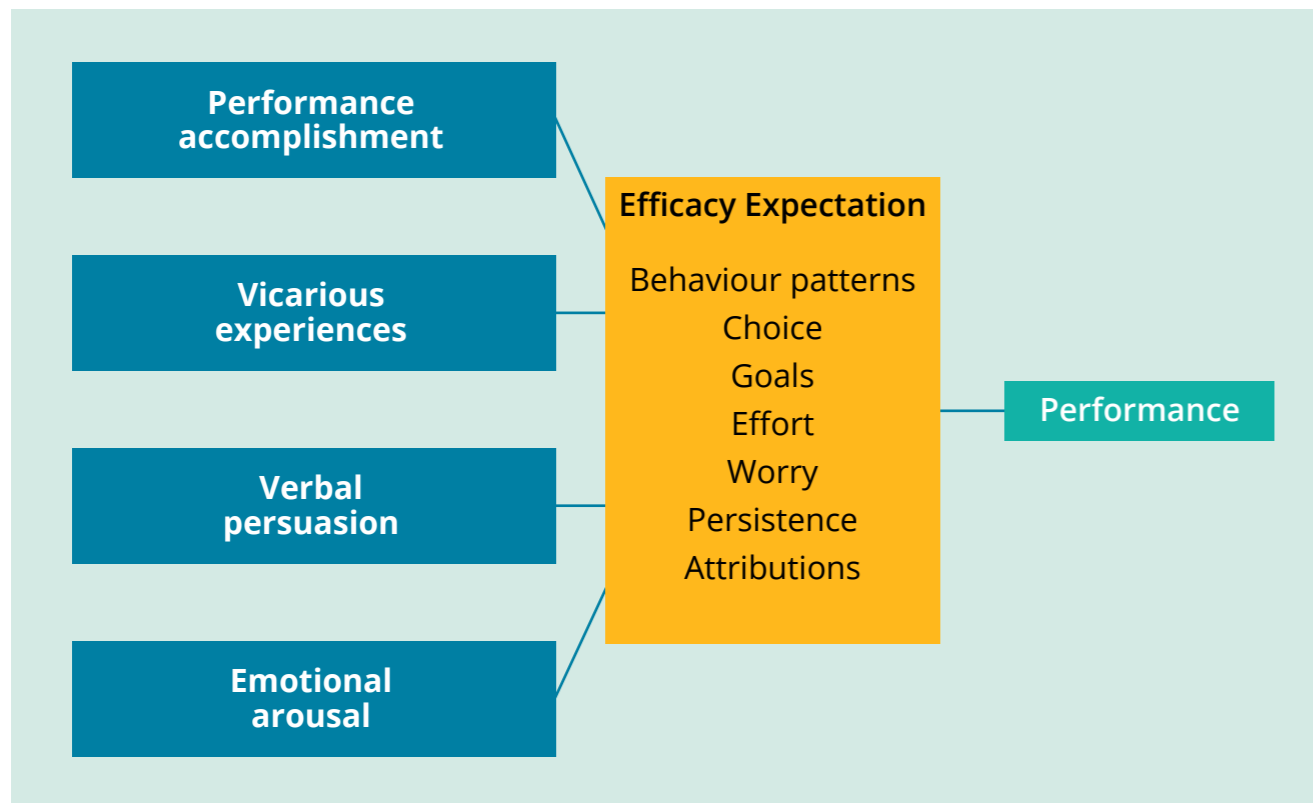 Performance
accomplishment
Vicarious
experiences
Verbal
persuasion
Emotional
arousal
Efficacy Expectation
Behaviour patterns
Choice
Goals
Effort
Worry
Persistence
Attributions
Performance